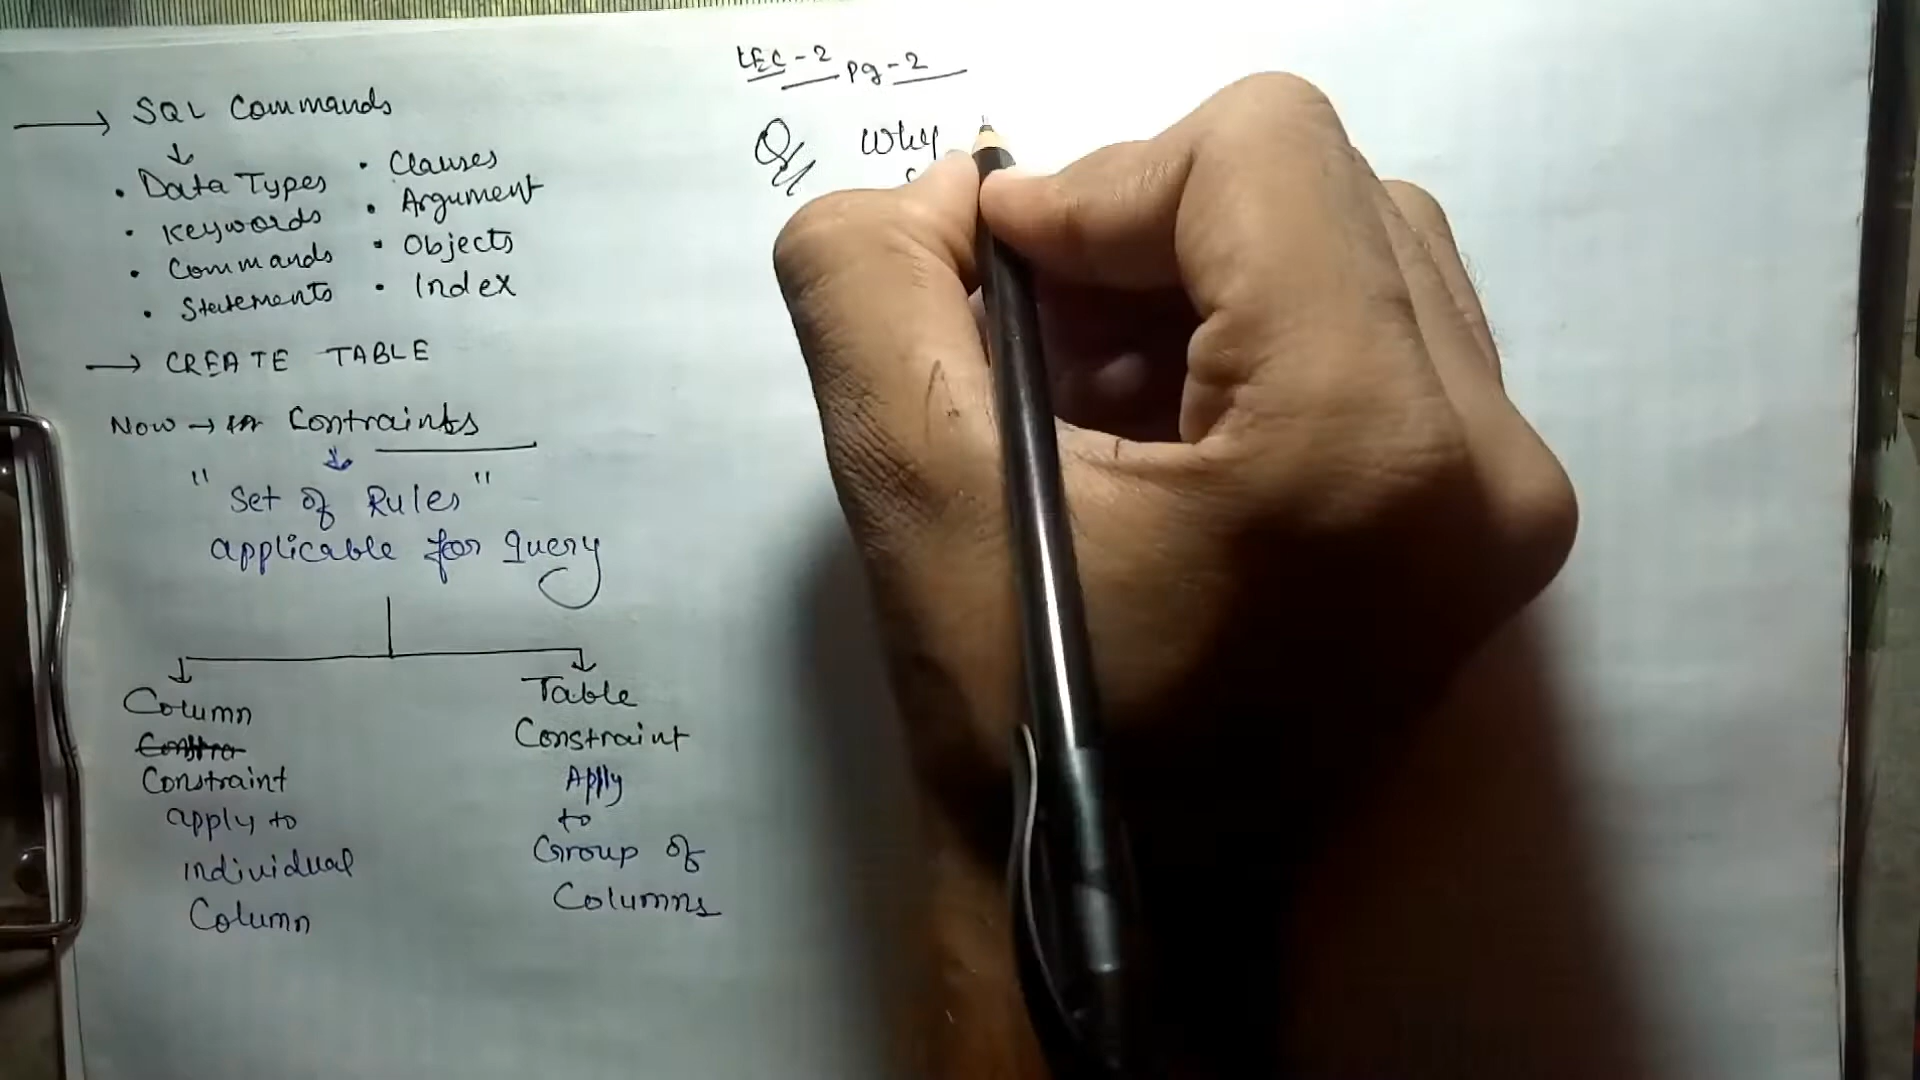 → SQL Commands
↓
• Data Types
• Keywords
• Commands
• Statements
• Clauses
• Argument
• Objects
• Index
→ CREATE TABLE
Now → Contraints
↓
"Set of Rules"
applicable for query
Column
Constraint
apply to
individual
Column
Table
Constraint
Apply
to
Group of
Columns
LEC-2 pg-2
Why